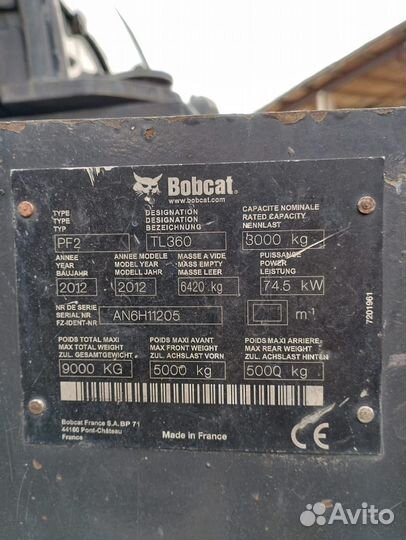 Bobcat.
www.bobcat.com
TYPE DESIGNATION CAPACITE NOMINALE
TYPE DESIGNATION RATED CAPACITY
TYP BEZEICHNUNG NENNLAST
PF2 TL360 3000 kg
ANNEE ANNEE MODELE MASSE A VIDE PUISSANCE
YEAR MODEL YEAR MASS EMPTY POWER
BAUJAHR MODELL JAHR MASSE LEER LEISTUNG
2012 2012 6420 kg 74.5 kW
NR DE SERIE
SERIAL NR
FZ-IDENT-NR
AN6H11205
m-1
7201961
POIDS TOTAL MAXI POIDS MAXI AVANT POIDS MAXI ARRIERE
MAX TOTAL WEIGHT MAX FRONT WEIGHT MAX REAR WEIGHT
ZUL. GESAMTGEWICHT ZUL. ACHSLAST VORN ZUL. ACHSLAST HINTEN
9000 KG 5000 kg 5000 kg
Bobcat France S.A. BP 71
44160 Pont-Château
France
Made in France
CE
Avito